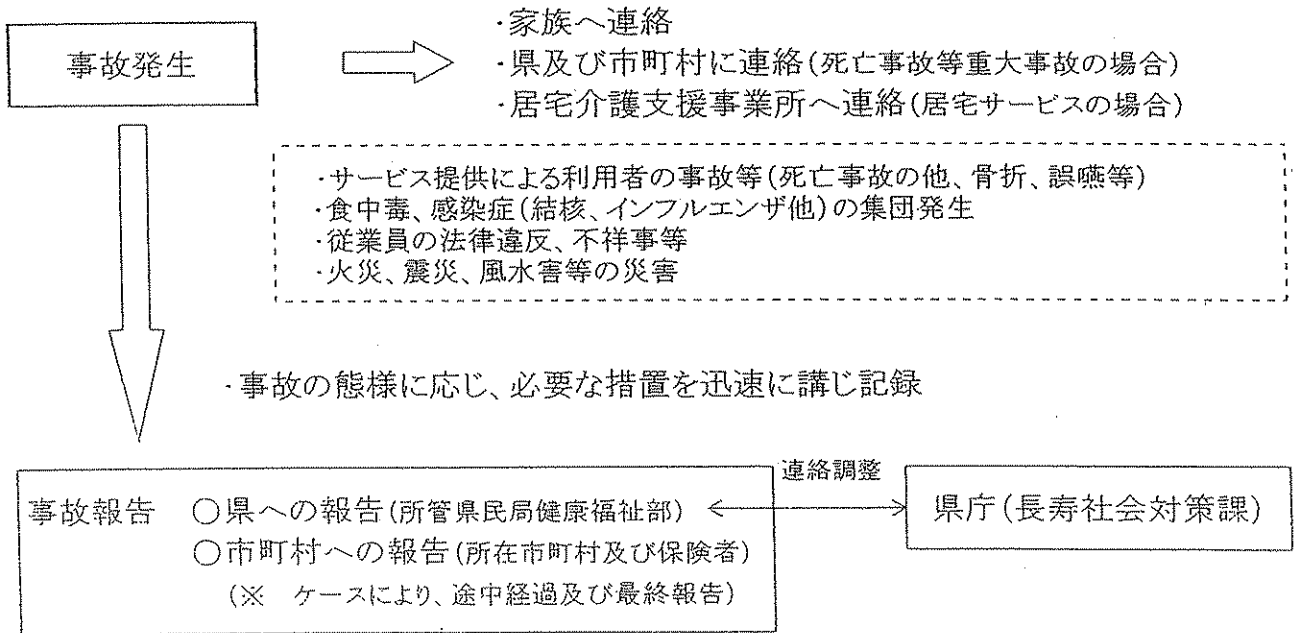 事故発生
・家族へ連絡
・県及び市町村に連絡(死亡事故等重大事故の場合)
・居宅介護支援事業所へ連絡(居宅サービスの場合)
・サービス提供による利用者の事故等(死亡事故の他、骨折、誤嚥等)
・食中毒、感染症(結核、インフルエンザ他)の集団発生
・従業員の法律違反、不祥事等
・火災、震災、風水害等の災害
・事故の態様に応じ、必要な措置を迅速に講じ記録
事故報告 ○県への報告(所管県民局健康福祉部)
○市町村への報告(所在市町村及び保険者)
(※ ケースにより、途中経過及び最終報告)
連絡調整
県庁(長寿社会対策課)